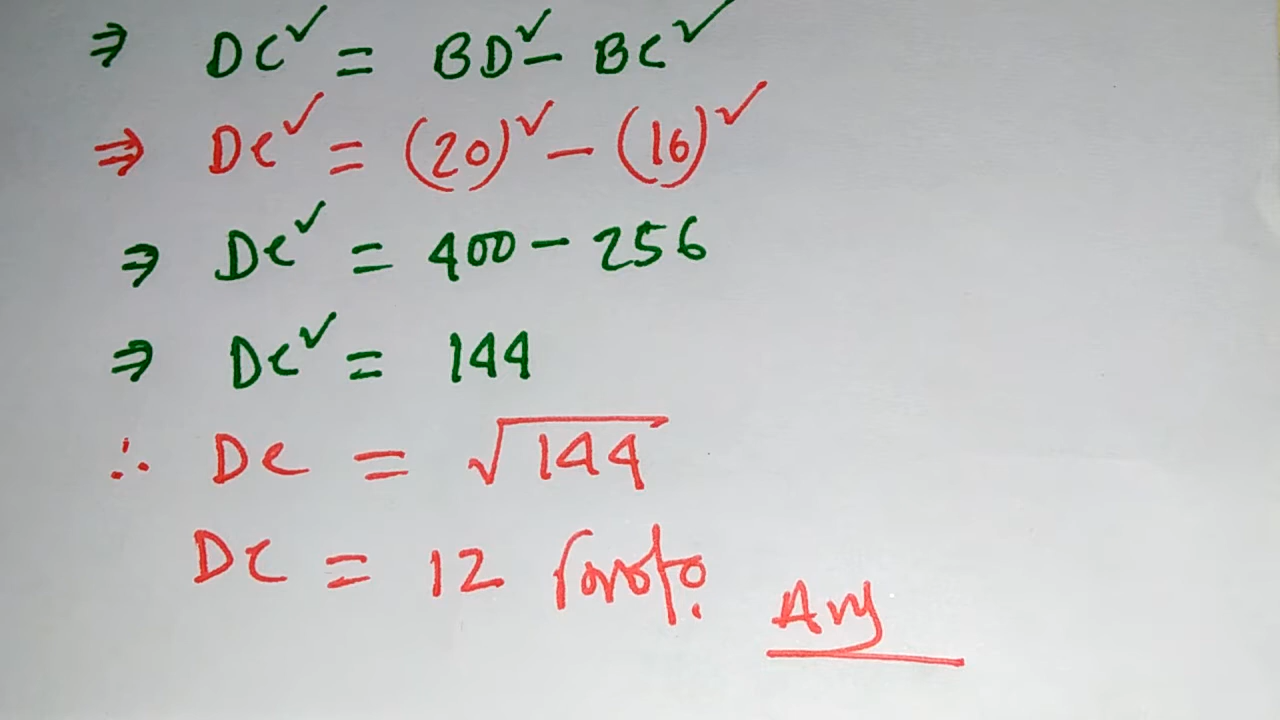 ⇒ DC² = BD² - BC²
⇒ DC² = (20)² - (16)²
⇒ DC² = 400 - 256
⇒ DC² = 144
∴ DC = √144
DC = 12
Ans